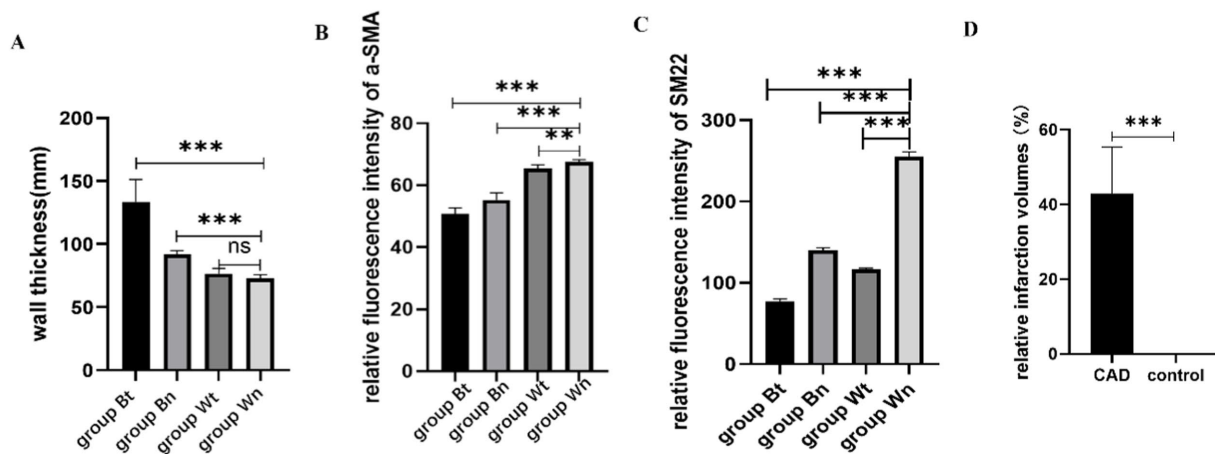 A
wall thickness(mm)
200
150
100
50
0
***
***
ns
group Bt
group Bn
group Wt
group Wn
B
relative fluorescence intensity of a-SMA
80
60
40
20
0
***
***
**
group Bt
group Bn
group Wt
group Wn
C
relative fluorescence intensity of SM22
300
200
100
0
***
***
***
group Bt
group Bn
group Wt
group Wn
D
relative infarction volumes（%）
60
40
20
0
***
CAD
control